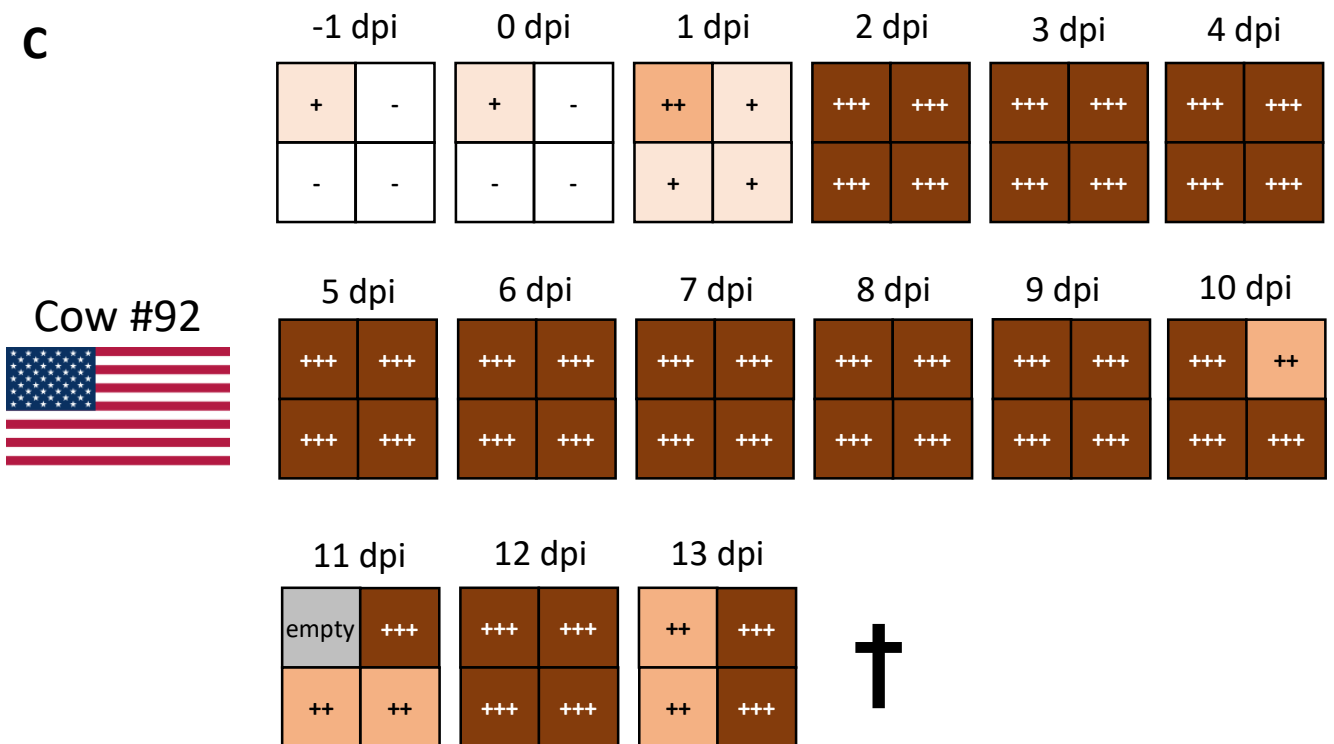 C
-1 dpi 0 dpi 1 dpi 2 dpi 3 dpi 4 dpi
+ - + - ++ + +++ +++ +++ +++ +++ +++
- - - - + + +++ +++ +++ +++ +++ +++
Cow #92
5 dpi 6 dpi 7 dpi 8 dpi 9 dpi 10 dpi
+++ +++ +++ +++ +++ +++ +++ +++ +++ +++ +++ ++
+++ +++ +++ +++ +++ +++ +++ +++ +++ +++ +++ +++
11 dpi 12 dpi 13 dpi
empty +++ +++ +++ ++ +++
++ ++ +++ +++ ++ +++